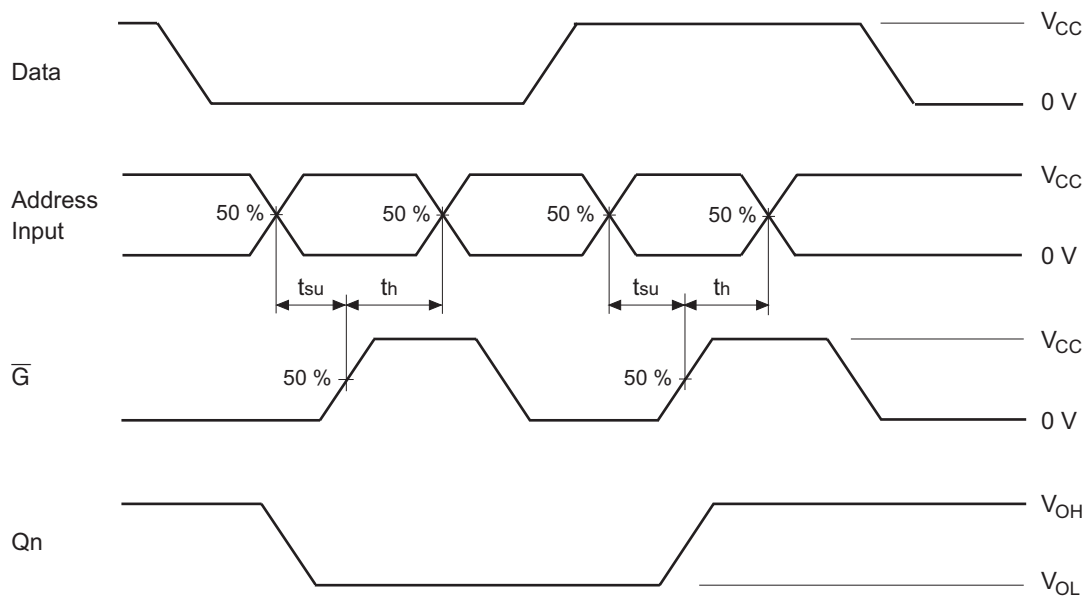 V_CC
Data
0 V
V_CC
Address
Input
50 % 50 % 50 % 50 %
0 V
tsu th tsu th
V_CC
G̅
50 % 50 %
0 V
V_OH
Qn
V_OL